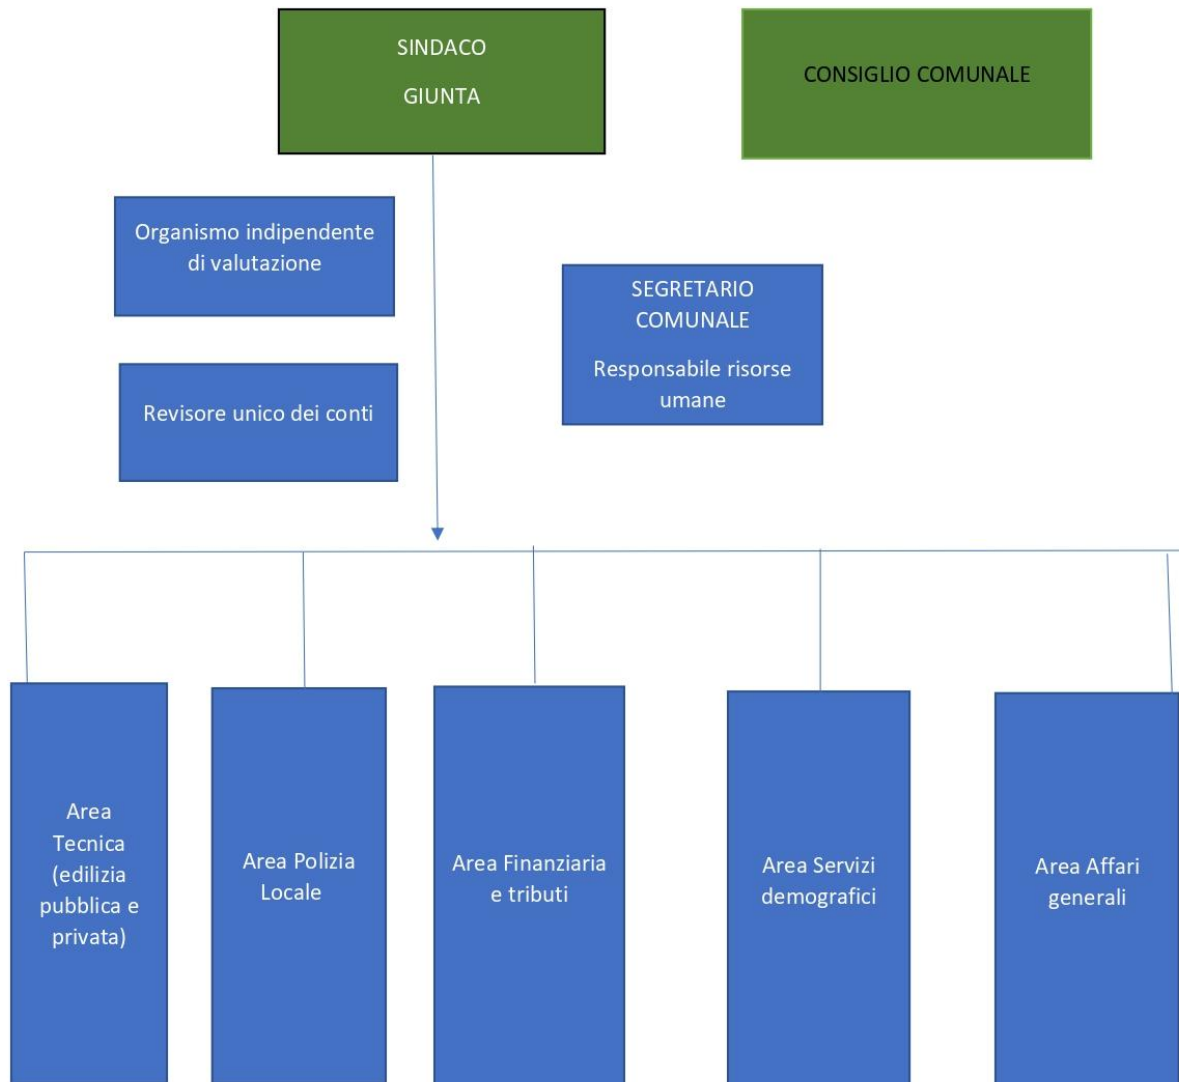 SINDACO
GIUNTA
CONSIGLIO COMUNALE
Organismo indipendente
di valutazione
SEGRETARIO
COMUNALE
Responsabile risorse
umane
Revisore unico dei conti
Area
Tecnica
(edilizia
pubblica e
privata)
Area Polizia
Locale
Area Finanziaria
e tributi
Area Servizi
demografici
Area Affari
generali